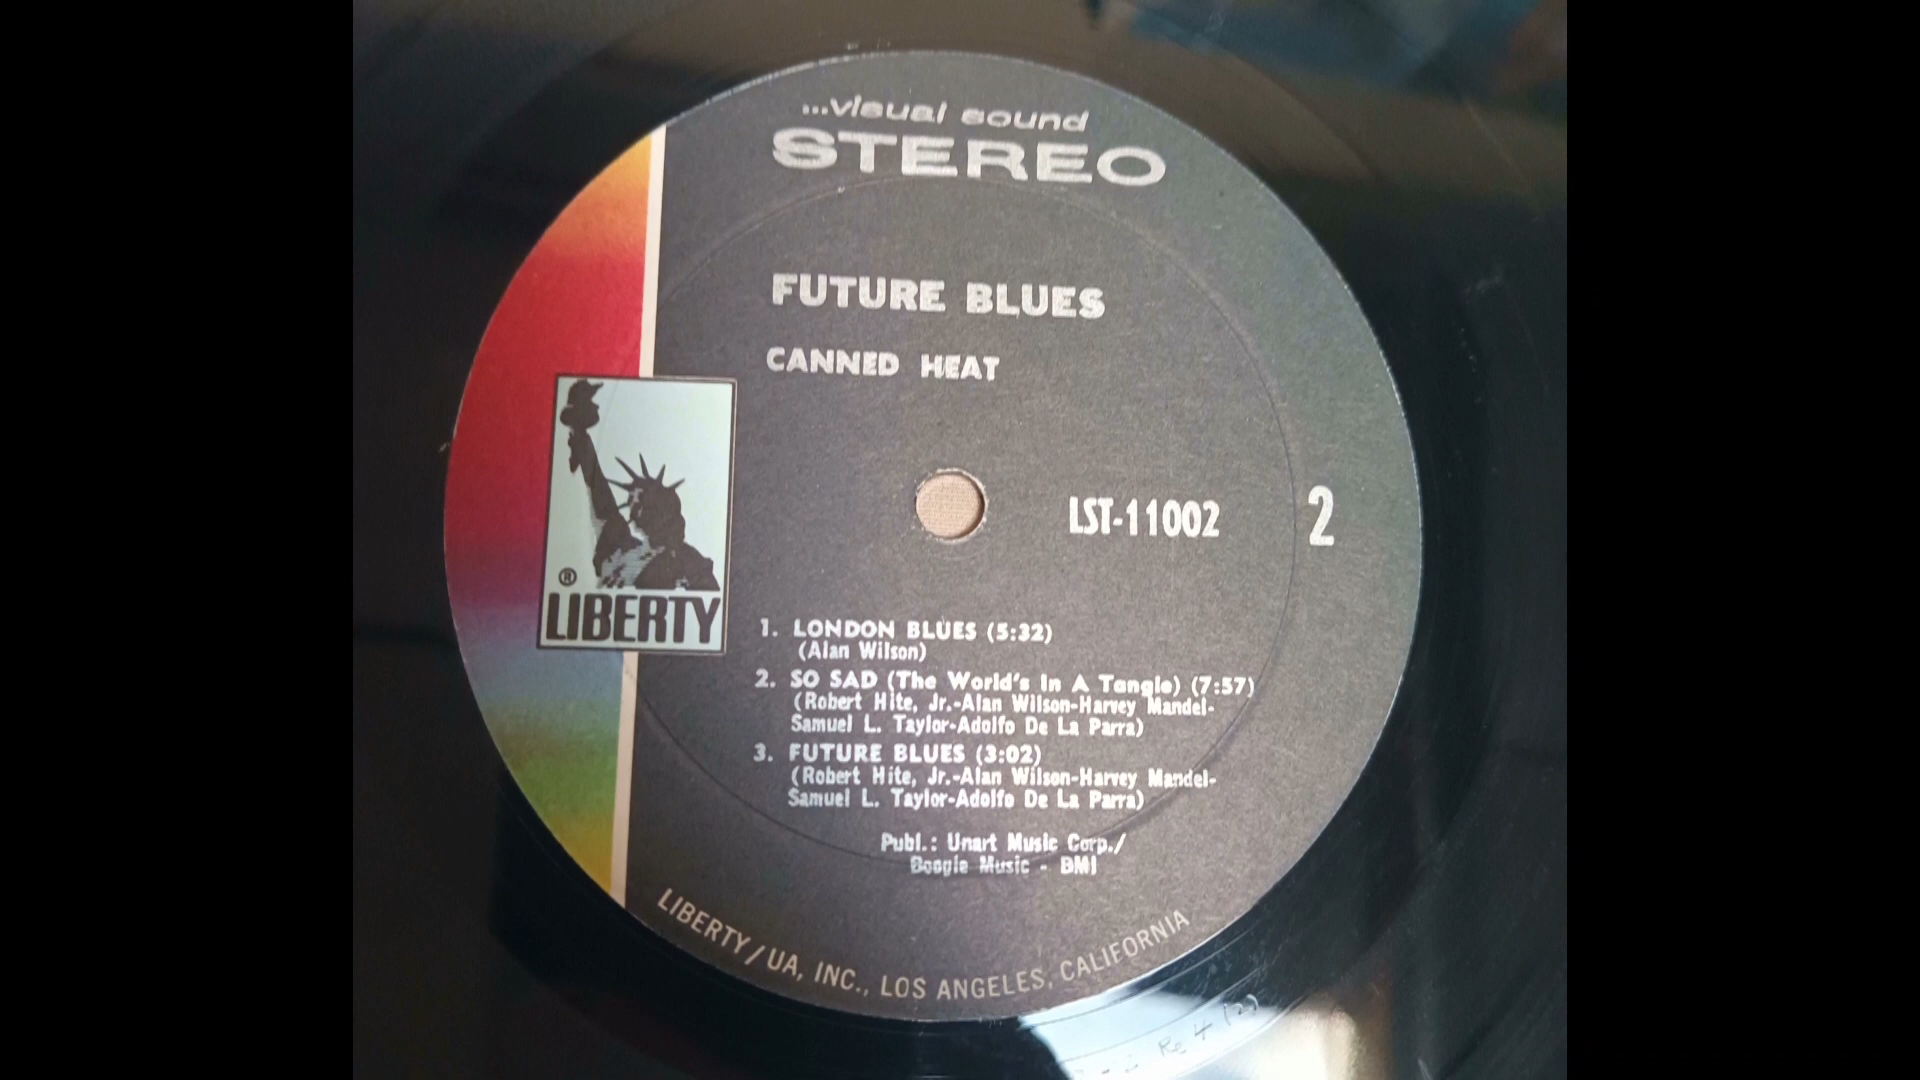 ...visual sound
STEREO
FUTURE BLUES
CANNED HEAT
LST-11002 2
® LIBERTY
1. LONDON BLUES (5:32)
(Alan Wilson)
2. SO SAD (The World's In A Tangle) (7:57)
(Robert Hite, Jr.-Alan Wilson-Harvey Mandel-
Samuel L. Taylor-Adolfo De La Parra)
3. FUTURE BLUES (3:02)
(Robert Hite, Jr.-Alan Wilson-Harvey Mandel-
Samuel L. Taylor-Adolfo De La Parra)
Publ.: Unart Music Corp./
Boogie Music - BMI
LIBERTY/UA, INC., LOS ANGELES, CALIFORNIA
Re 4 (2)